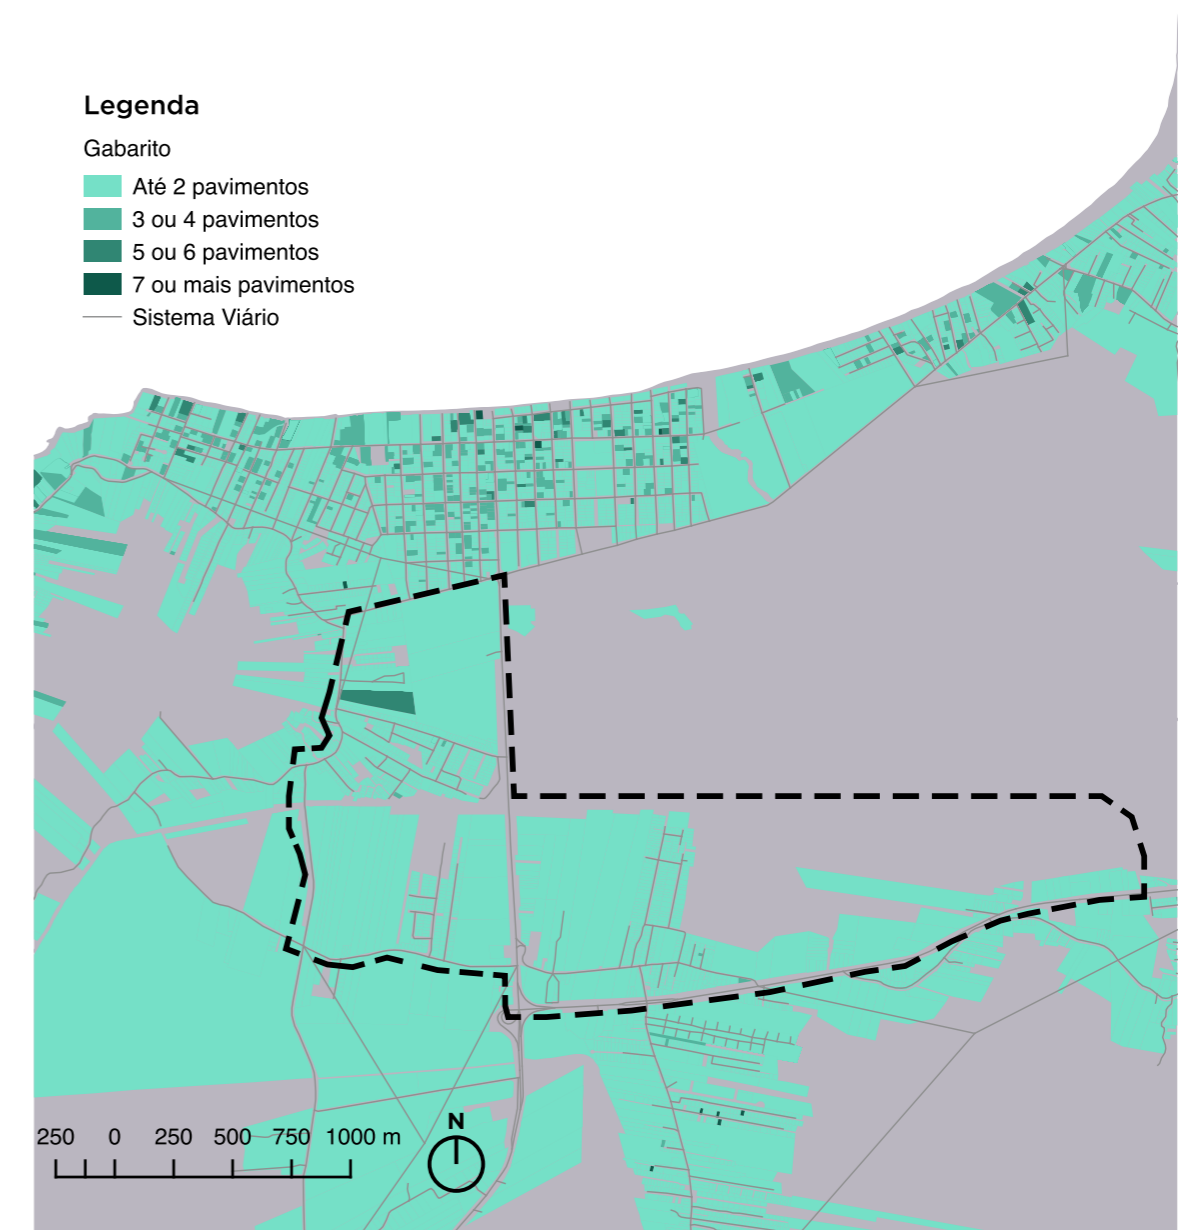 Legenda
Gabarito
Até 2 pavimentos
3 ou 4 pavimentos
5 ou 6 pavimentos
7 ou mais pavimentos
Sistema Viário
N
250 0 250 500 750 1000 m